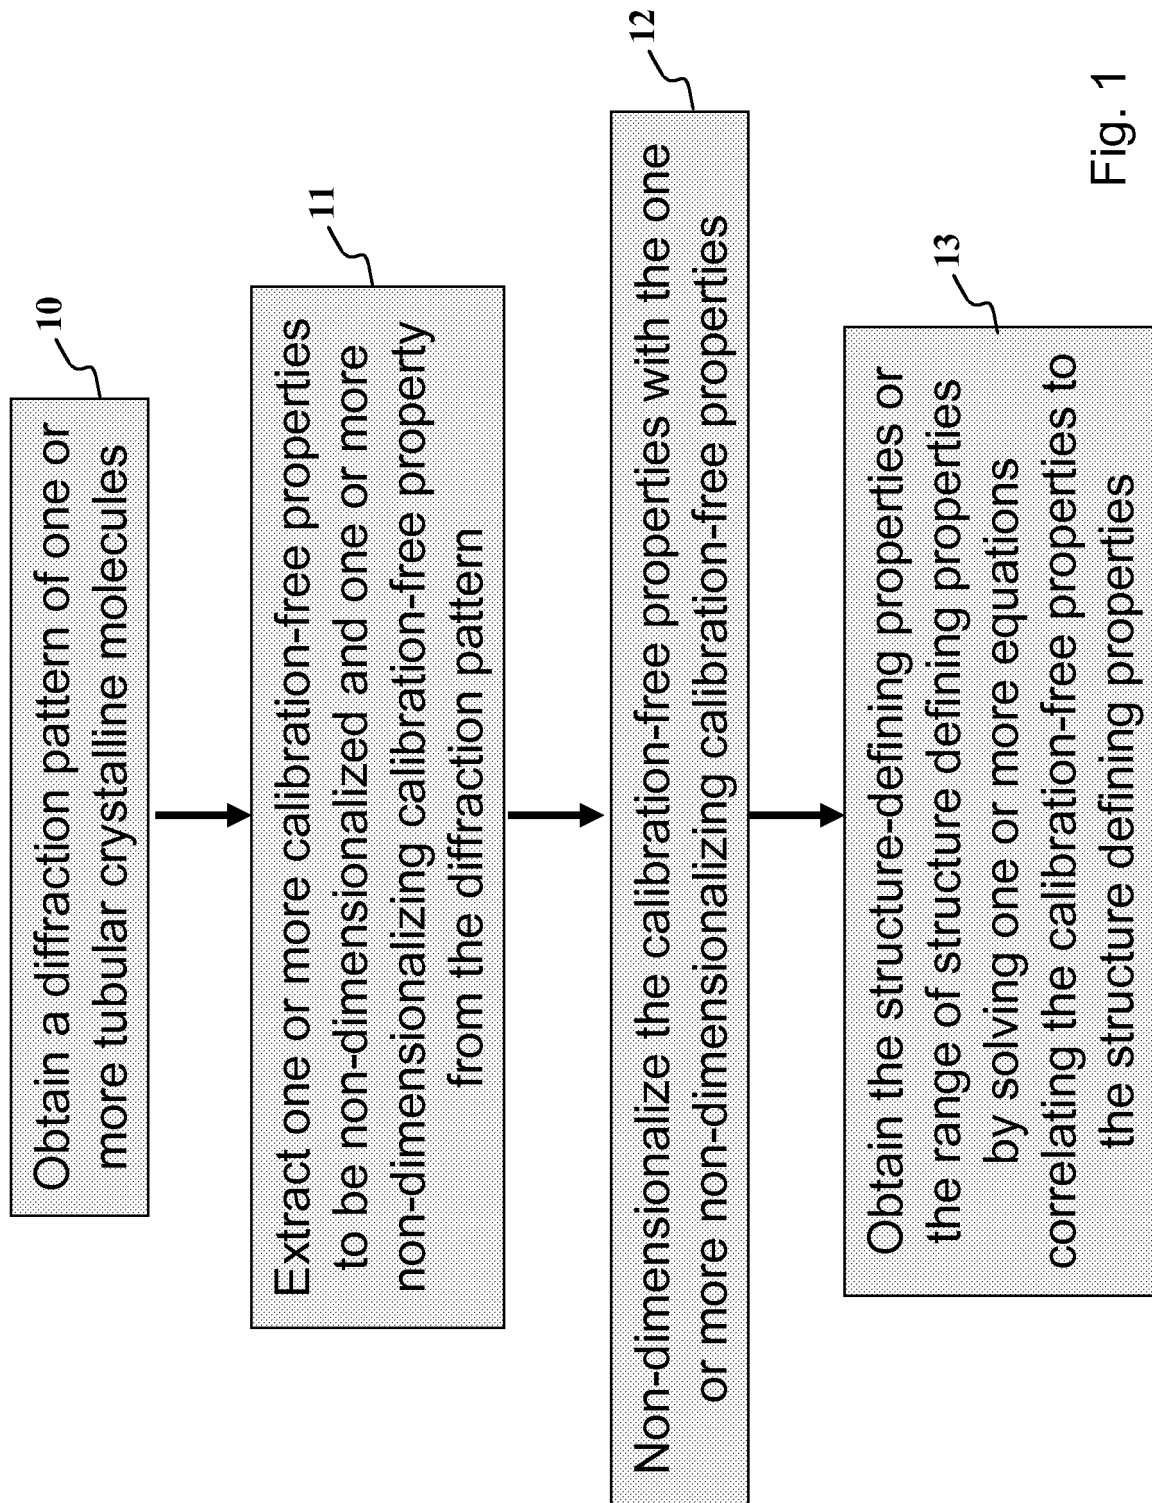 Obtain a diffraction pattern of one or
more tubular crystalline molecules
10
Extract one or more calibration-free properties
to be non-dimensionalized and one or more
non-dimensionalizing calibration-free property
from the diffraction pattern
11
Non-dimensionalize the calibration-free properties with the one
or more non-dimensionalizing calibration-free properties
12
Obtain the structure-defining properties or
the range of structure defining properties
by solving one or more equations
correlating the calibration-free properties to
the structure defining properties
13
Fig. 1